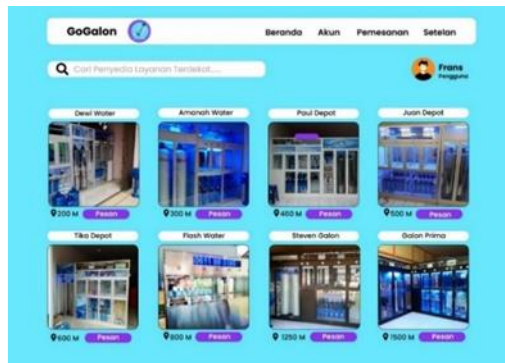 GoGalon
Beranda Akun Pemesanan Setelan
Cari Penyedia Layanan Terdekat.....
Frans
Pengguna
Dewi Water Amanah Water Paul Depot Juan Depot
200 M Pesan 300 M Pesan 450 M Pesan 500 M Pesan
Tika Depot Flash Water Steven Galon Galon Prima
600 M Pesan 800 M Pesan 1250 M Pesan 1500 M Pesan